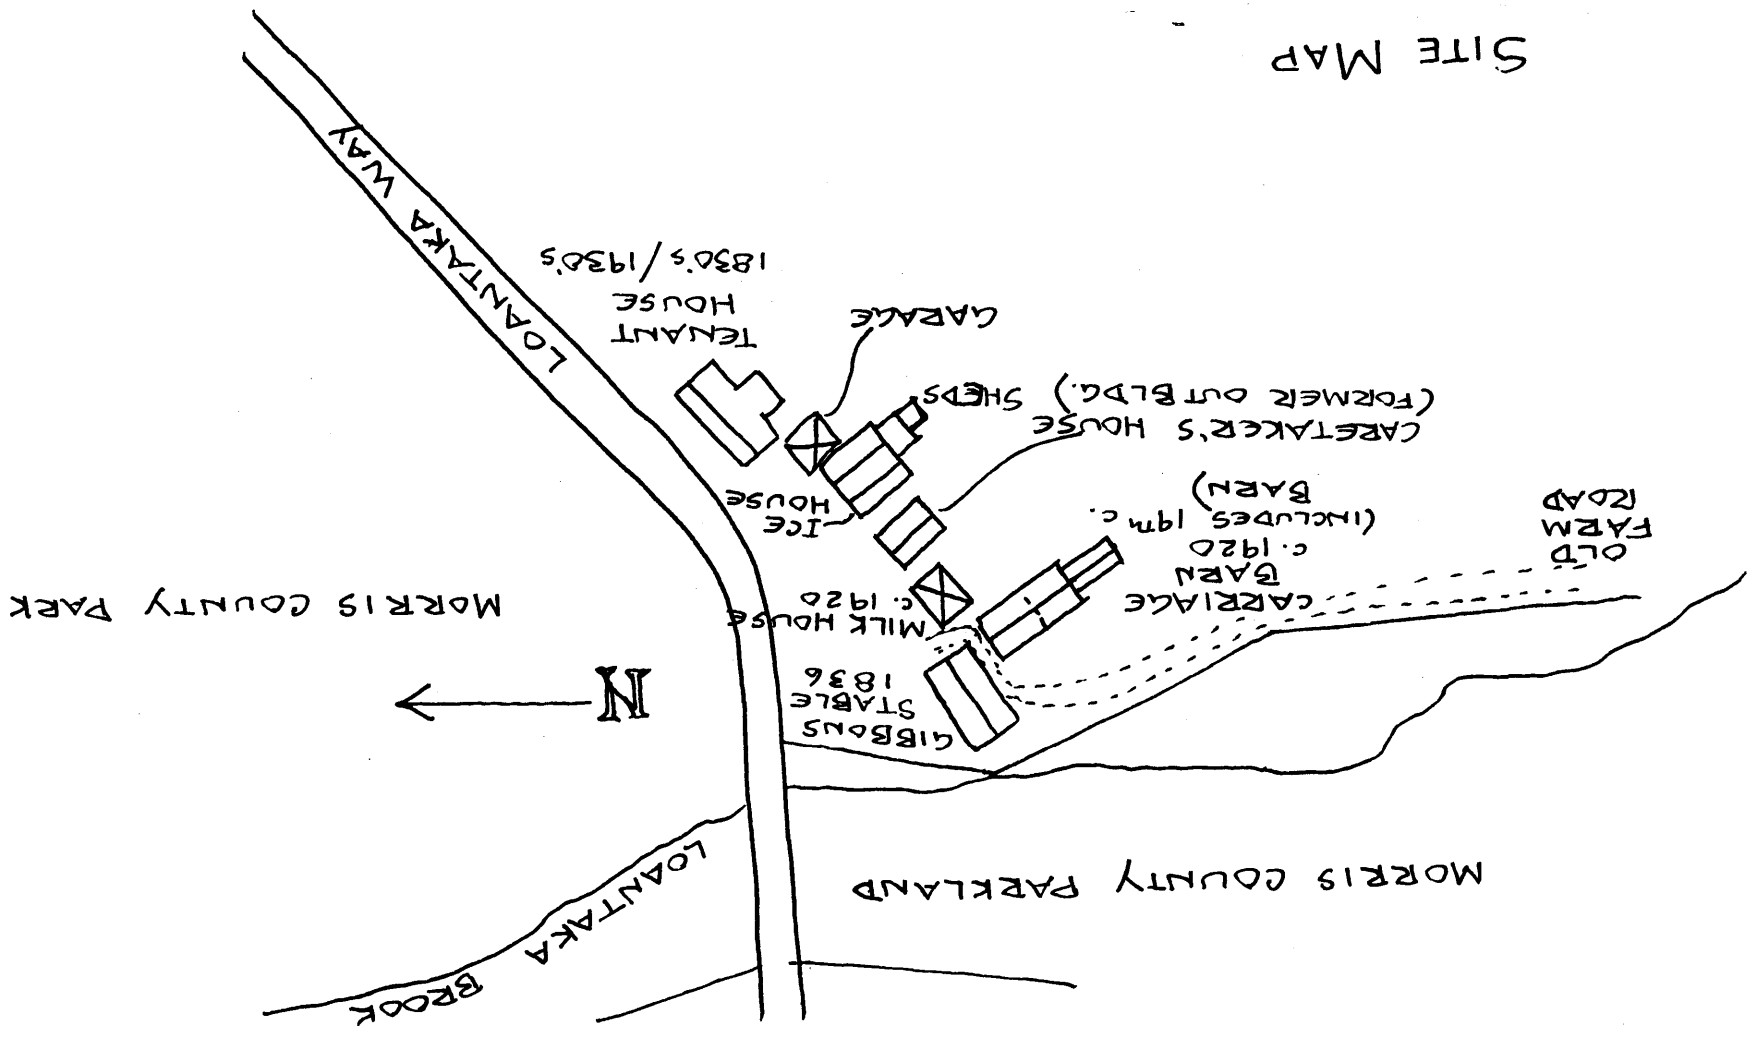 SITE MAP
MORRIS COUNTY PARKLAND
LOANTAKA
BROOK
GIBBONS
STABLE
1836
MILK HOUSE
c. 1920
N
MORRIS COUNTY PARK
CARRIAGE
BARN
c. 1920
(INCLUDES 19TH c.
BARN)
OLD
FARM
ROAD
ICE
HOUSE
CARETAKER'S HOUSE
(FORMER OUTBLDG.)
SHEDS
GARAGE
TENANT
HOUSE
1830's/1930's
LOANTAKA WAY